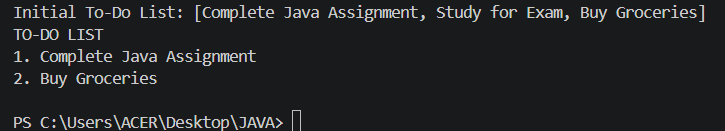 Initial To-Do List: [Complete Java Assignment, Study for Exam, Buy Groceries]
TO-DO LIST
1. Complete Java Assignment
2. Buy Groceries
PS C:\Users\ACER\Desktop\JAVA>